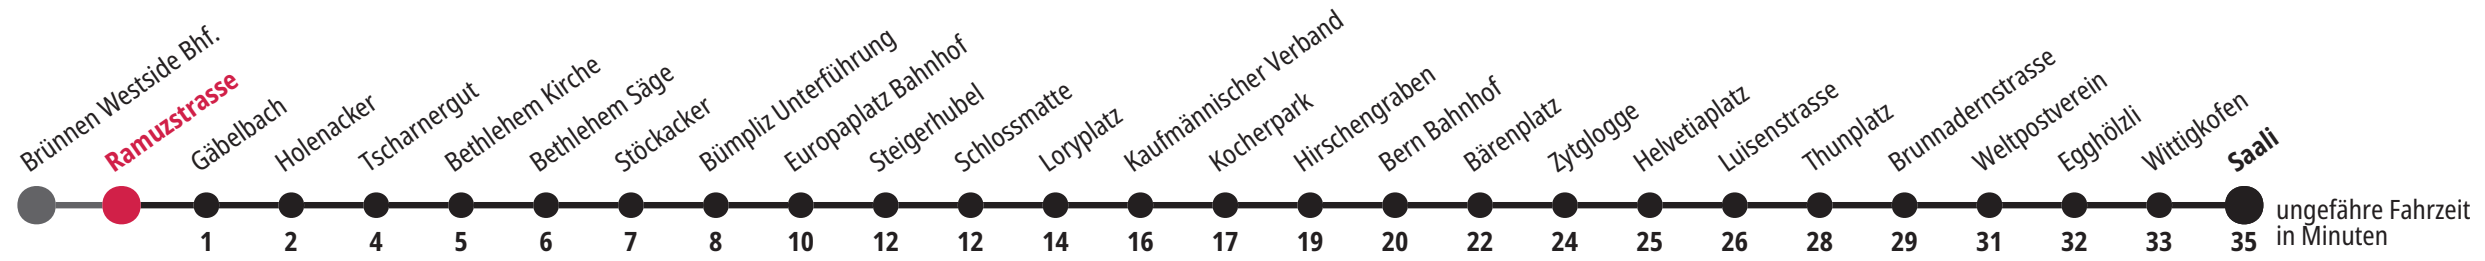 Brünnen Westside Bhf.
Ramuzstrasse
Gäbelbach
Holenacker
Tscharnergut
Bethlehem Kirche
Bethlehem Säge
Stöckacker
Bümpliz Unterführung
Europaplatz Bahnhof
Steigerhubel
Schlossmatte
Loryplatz
Kaufmännischer Verband
Kocherpark
Hirschengraben
Bern Bahnhof
Bärenplatz
Zytglogge
Helvetiaplatz
Luisenstrasse
Thunplatz
Brunnadernstrasse
Weltpostverein
Egghölzli
Wittigkofen
Saali
1 2 4 5 6 7 8 10 12 12 14 16 17 19 20 22 24 25 26 28 29 31 32 33 35
ungefähre Fahrzeit
in Minuten